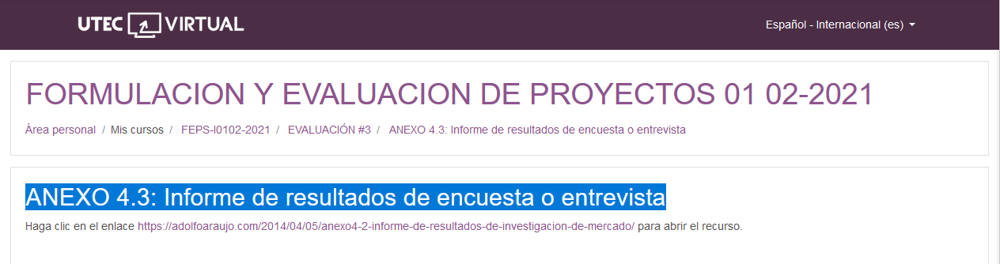 UTEC VIRTUAL
Español - Internacional (es)
FORMULACION Y EVALUACION DE PROYECTOS 01 02-2021
Área personal / Mis cursos / FEPS-I0102-2021 / EVALUACIÓN #3 / ANEXO 4.3: Informe de resultados de encuesta o entrevista
ANEXO 4.3: Informe de resultados de encuesta o entrevista
Haga clic en el enlace https://adolfoaraujo.com/2014/04/05/anexo4-2-informe-de-resultados-de-investigacion-de-mercado/ para abrir el recurso.